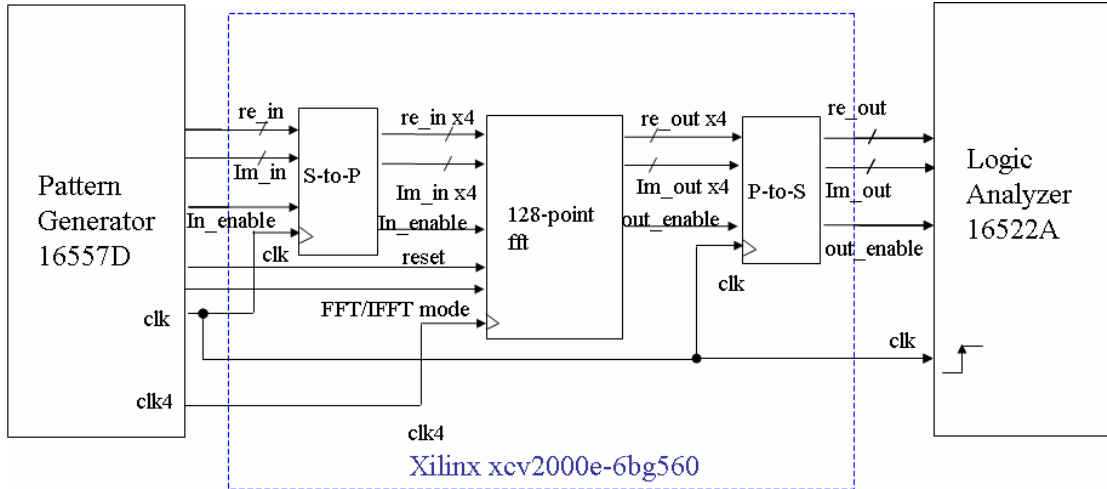 Pattern
Generator
16557D
re_in
Im_in
In_enable
clk
clk4
S-to-P
clk
re_in x4
Im_in x4
In_enable
reset
FFT/IFFT mode
clk4
128-point
fft
re_out x4
Im_out x4
out_enable
P-to-S
clk
re_out
Im_out
out_enable
clk
Logic
Analyzer
16522A
Xilinx xcv2000e-6bg560